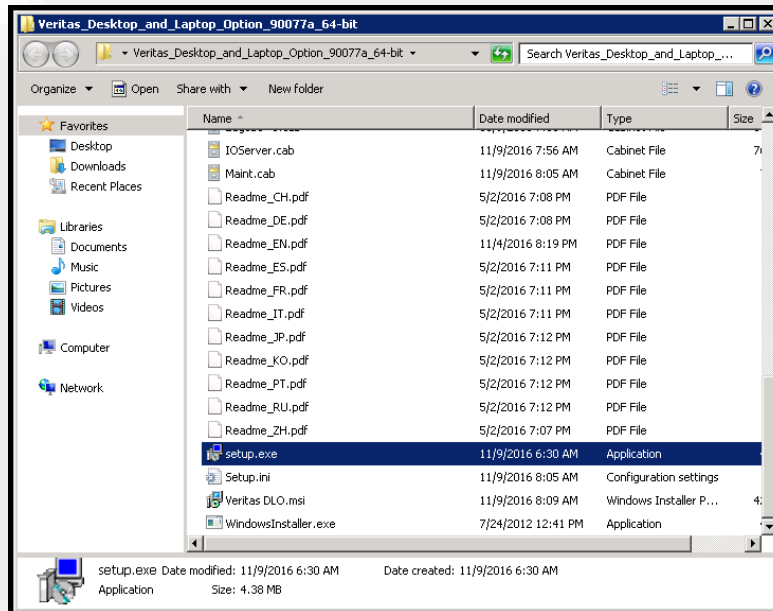 Veritas_Desktop_and_Laptop_Option_90077a_64-bit
Veritas_Desktop_and_Laptop_Option_90077a_64-bit Search Veritas_Desktop_and_Laptop_...
Organize Open Share with New folder
Name Date modified Type Size
Favorites
Desktop
Downloads
Recent Places
Libraries
Documents
Music
Pictures
Videos
Computer
Network
IOServer.cab 11/9/2016 7:56 AM Cabinet File
Maint.cab 11/9/2016 8:05 AM Cabinet File
Readme_CH.pdf 5/2/2016 7:08 PM PDF File
Readme_DE.pdf 5/2/2016 7:08 PM PDF File
Readme_EN.pdf 11/4/2016 8:19 PM PDF File
Readme_ES.pdf 5/2/2016 7:11 PM PDF File
Readme_FR.pdf 5/2/2016 7:11 PM PDF File
Readme_IT.pdf 5/2/2016 7:11 PM PDF File
Readme_JP.pdf 5/2/2016 7:12 PM PDF File
Readme_KO.pdf 5/2/2016 7:12 PM PDF File
Readme_PT.pdf 5/2/2016 7:12 PM PDF File
Readme_RU.pdf 5/2/2016 7:12 PM PDF File
Readme_ZH.pdf 5/2/2016 7:07 PM PDF File
setup.exe 11/9/2016 6:30 AM Application
Setup.ini 11/9/2016 8:05 AM Configuration settings
Veritas DLO.msi 11/9/2016 8:09 AM Windows Installer P...
WindowsInstaller.exe 7/24/2012 12:41 PM Application
setup.exe Date modified: 11/9/2016 6:30 AM Date created: 11/9/2016 6:30 AM
Application Size: 4.38 MB